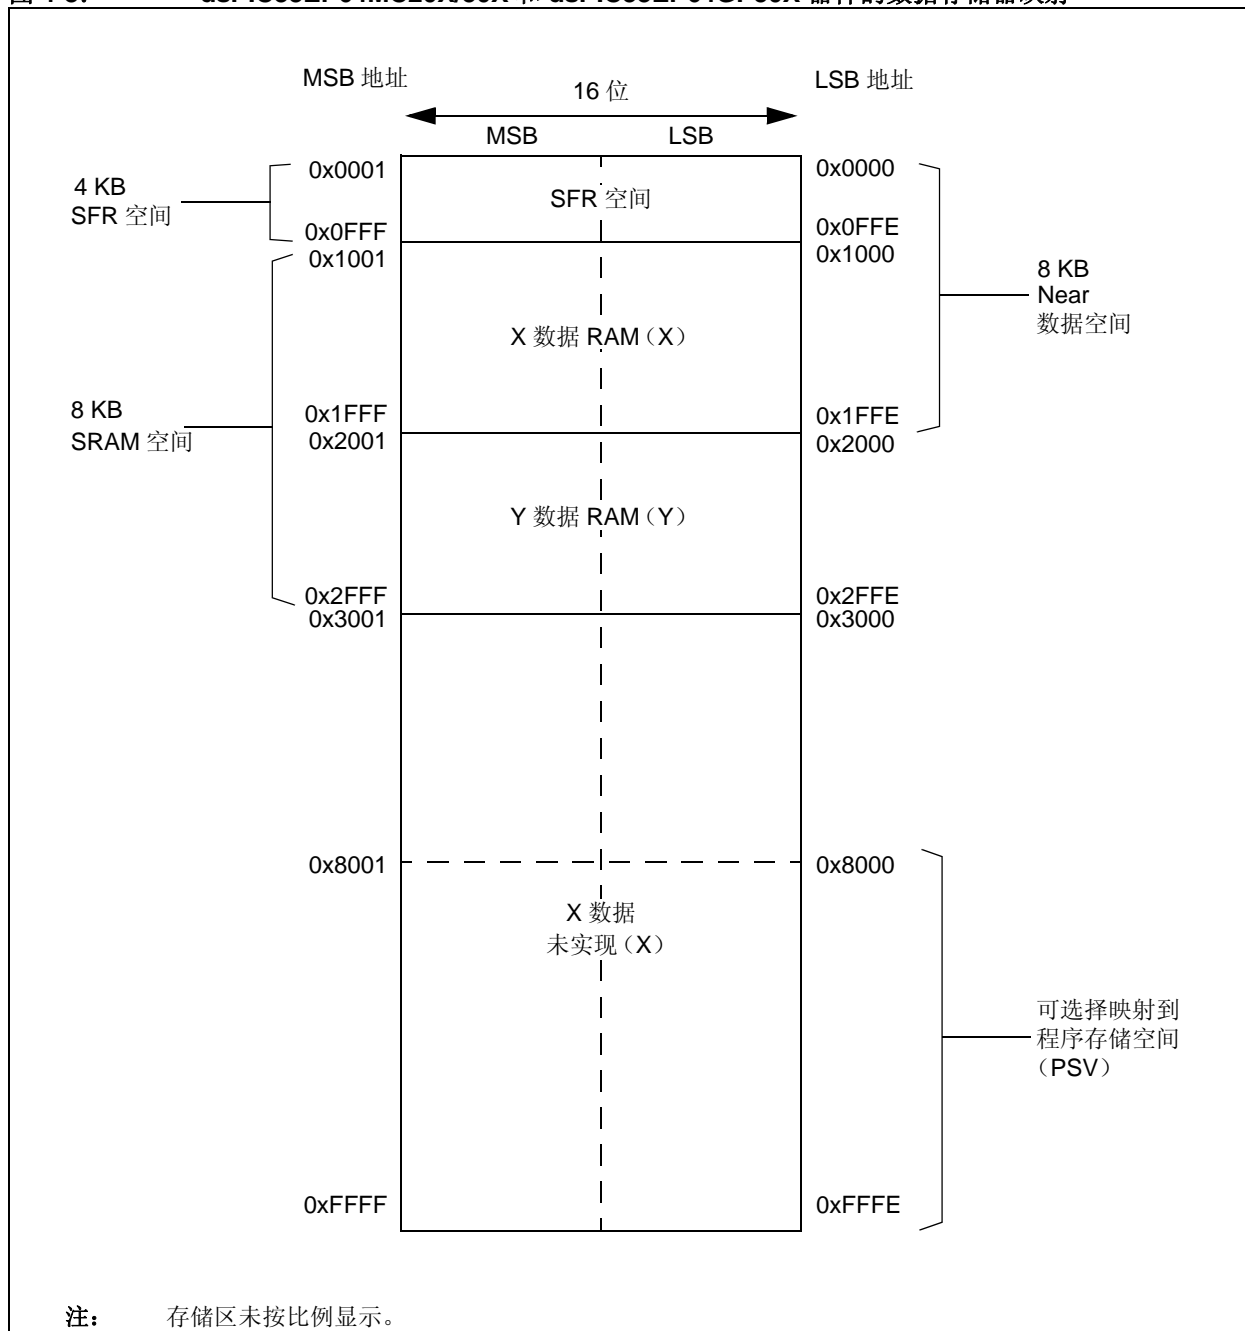 MSB 地址
16 位
LSB 地址
MSB
LSB
4 KB
SFR 空间
0x0001
0x0FFF
0x1001
SFR 空间
0x0000
0x0FFE
0x1000
8 KB
Near
数据空间
X 数据 RAM（X）
8 KB
SRAM 空间
0x1FFF
0x2001
0x1FFE
0x2000
Y 数据 RAM（Y）
0x2FFF
0x3001
0x2FFE
0x3000
0x8001
0x8000
X 数据
未实现（X）
可选择映射到
程序存储空间
（PSV）
0xFFFF
0xFFFE
注： 存储区未按比例显示。